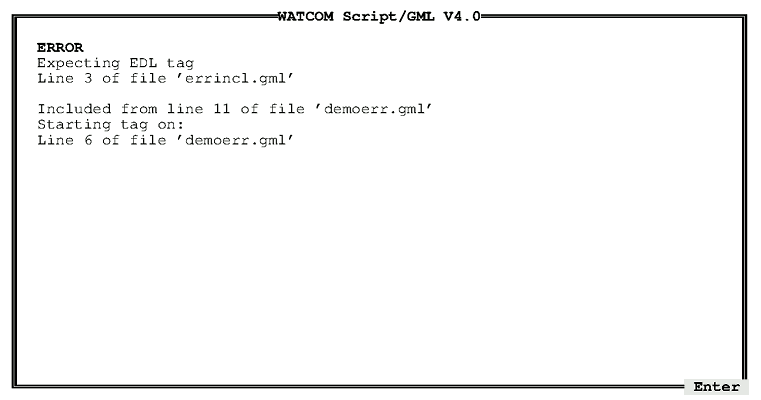 WATCOM Script/GML V4.0
ERROR
Expecting EDL tag
Line 3 of file 'errincl.gml'
Included from line 11 of file 'demoerr.gml'
Starting tag on:
Line 6 of file 'demoerr.gml'
Enter